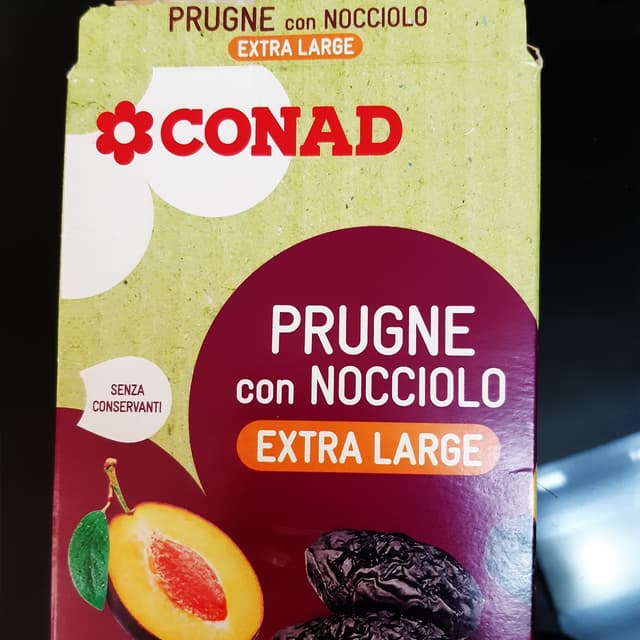 PRUGNE con NOCCIOLO
EXTRA LARGE
CONAD
PRUGNE
con NOCCIOLO
EXTRA LARGE
SENZA
CONSERVANTI